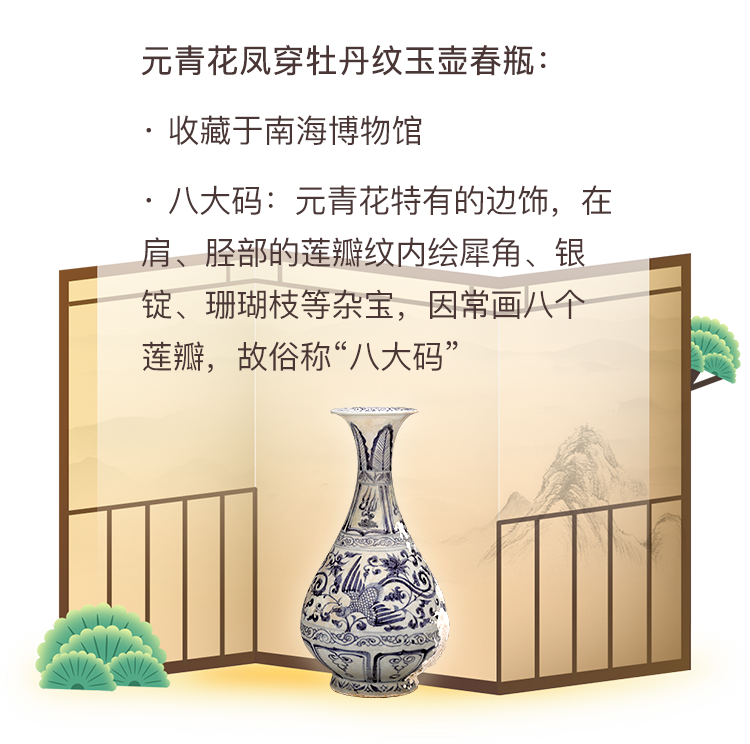 元青花凤穿牡丹纹玉壶春瓶：
· 收藏于南海博物馆
· 八大码：元青花特有的边饰，在
肩、胫部的莲瓣纹内绘犀角、银
锭、珊瑚枝等杂宝，因常画八个
莲瓣，故俗称“八大码”